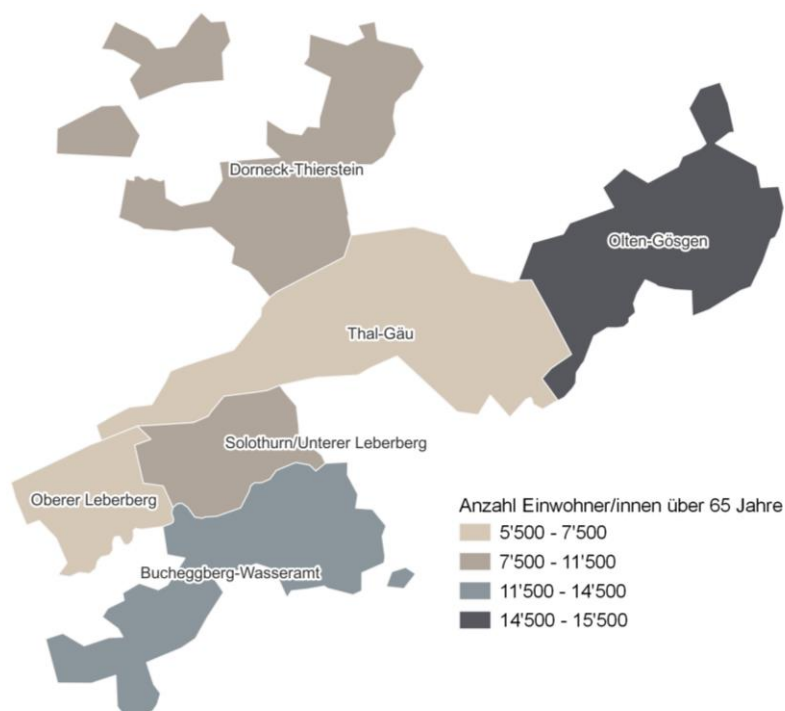 Dorneck-Thierstein
Olten-Gösgen
Thal-Gäu
Solothurn/Unterer Leberberg
Oberer Leberberg
Bucheggberg-Wasseramt
Anzahl Einwohner/innen über 65 Jahre
5'500 - 7'500
7'500 - 11'500
11'500 - 14'500
14'500 - 15'500